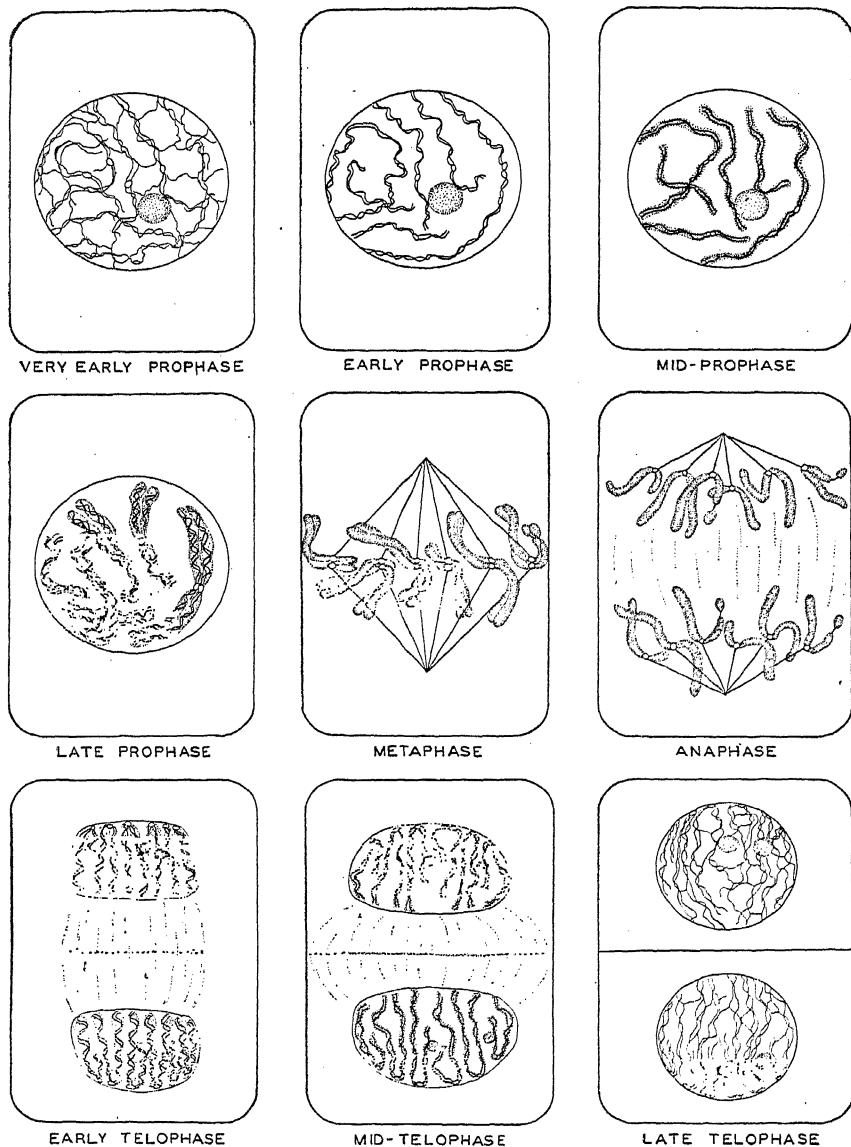 VERY EARLY PROPHASE
EARLY PROPHASE
MID-PROPHASE
LATE PROPHASE
METAPHASE
ANAPHASE
EARLY TELOPHASE
MID-TELOPHASE
LATE TELOPHASE